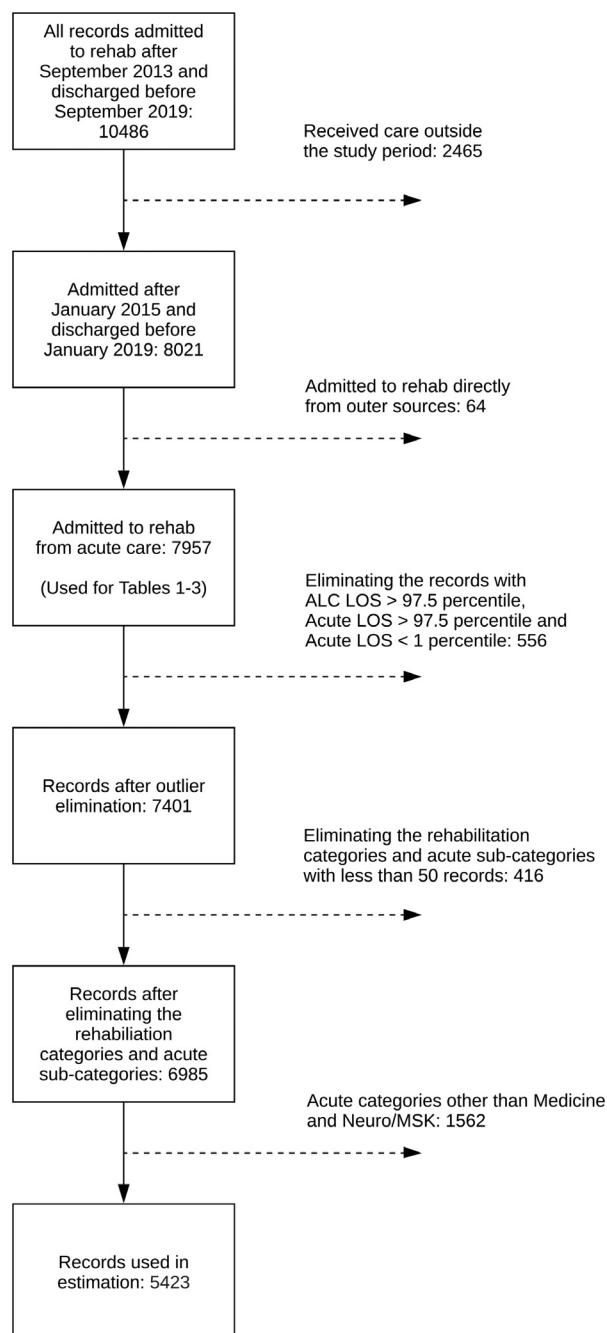 All records admitted
to rehab after
September 2013 and
discharged before
September 2019:
10486
Received care outside
the study period: 2465
Admitted after
January 2015 and
discharged before
January 2019: 8021
Admitted to rehab directly
from outer sources: 64
Admitted to rehab
from acute care: 7957
(Used for Tables 1-3)
Eliminating the records with
ALC LOS > 97.5 percentile,
Acute LOS > 97.5 percentile and
Acute LOS < 1 percentile: 556
Records after outlier
elimination: 7401
Eliminating the rehabilitation
categories and acute sub-categories
with less than 50 records: 416
Records after
eliminating the
rehabiliation
categories and acute
sub-categories: 6985
Acute categories other than Medicine
and Neuro/MSK: 1562
Records used in
estimation: 5423